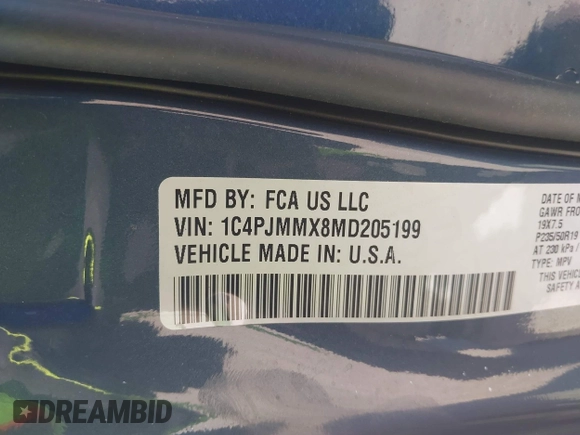 MFD BY: FCA US LLC
VIN: 1C4PJMMX8MD205199
VEHICLE MADE IN: U.S.A.
DATE OF M
GAWR FRO
19X7.5
P235/50R19
AT 230 kPa /
TYPE: MPV
THIS VEHIC
SAFETY A
DREAMBID